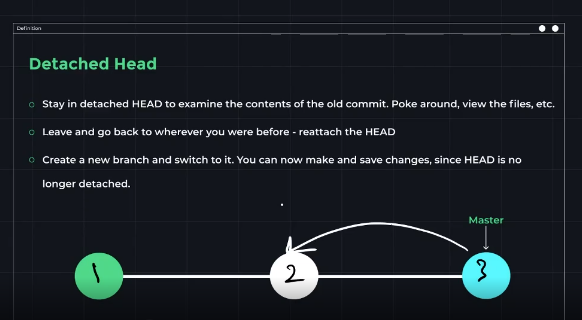 Definition
Detached Head
Stay in detached HEAD to examine the contents of the old commit. Poke around, view the files, etc.
Leave and go back to wherever you were before - reattach the HEAD
Create a new branch and switch to it. You can now make and save changes, since HEAD is no
longer detached.
Master
1 2 3